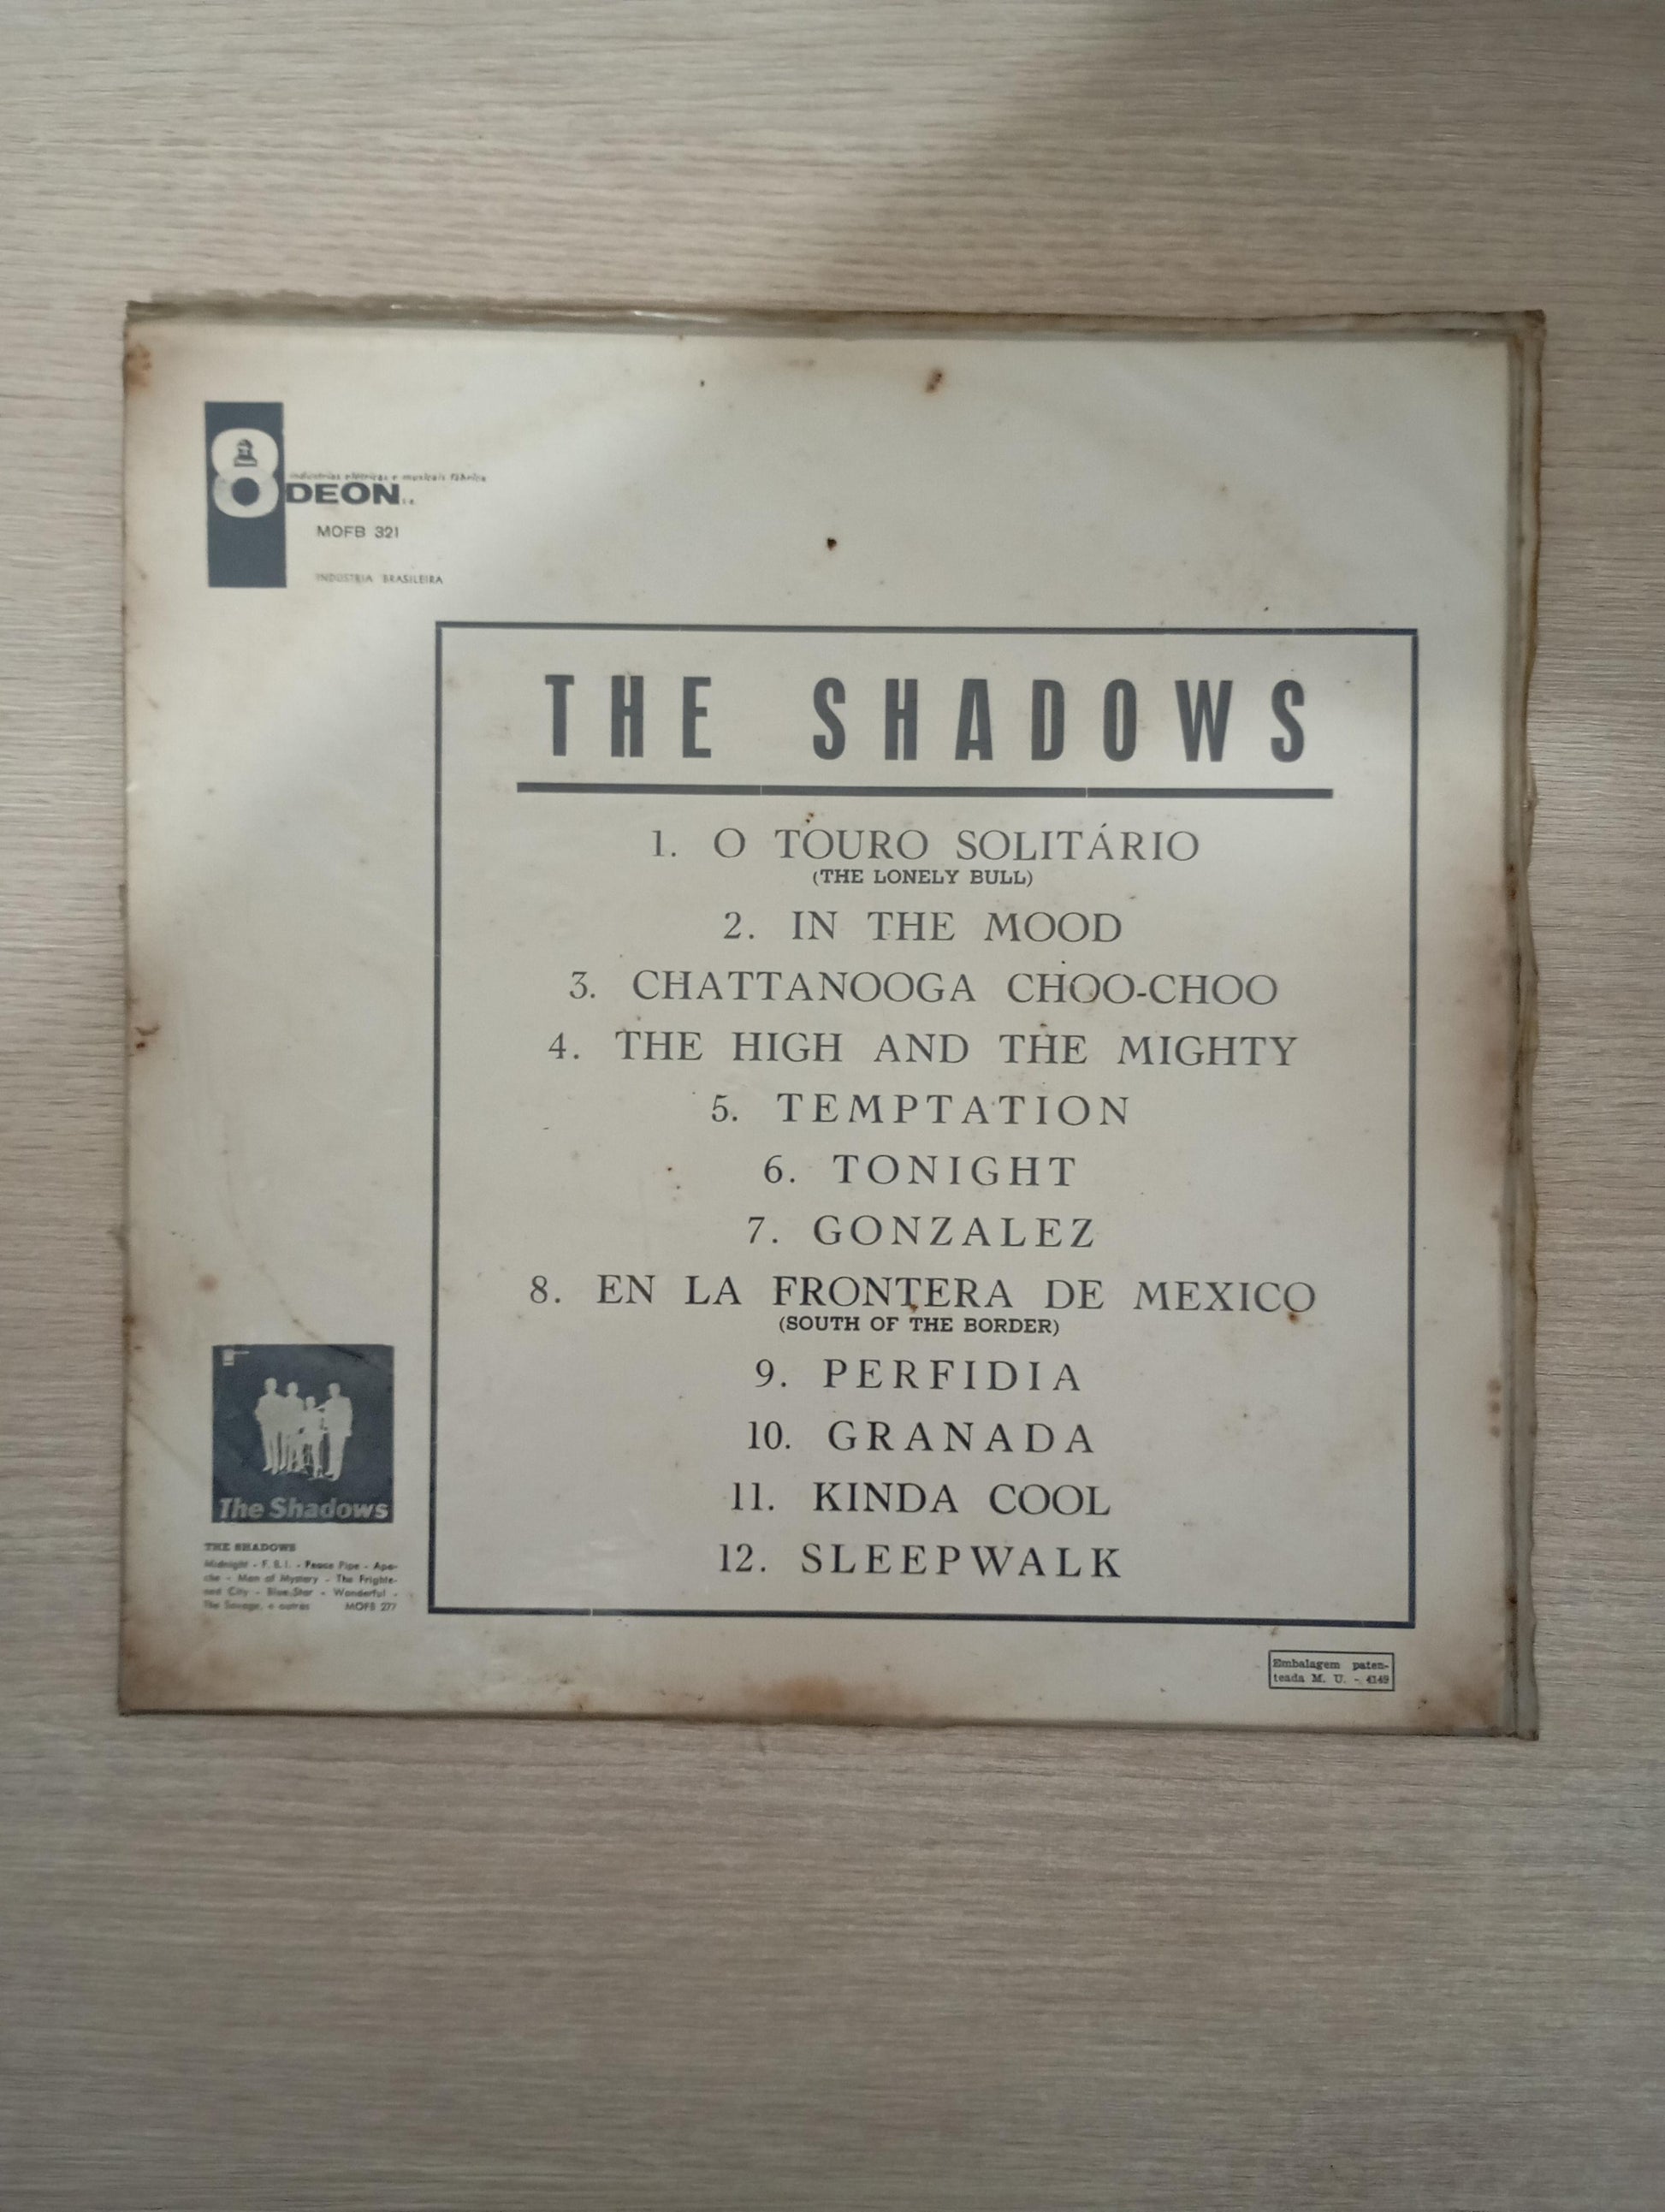 indústrias elétricas e musicais fábrica
ODEON S.A.
MOFB 321
INDÚSTRIA BRASILEIRA
THE SHADOWS
1. O TOURO SOLITÁRIO
(THE LONELY BULL)
2. IN THE MOOD
3. CHATTANOOGA CHOO-CHOO
4. THE HIGH AND THE MIGHTY
5. TEMPTATION
6. TONIGHT
7. GONZALEZ
8. EN LA FRONTERA DE MEXICO
(SOUTH OF THE BORDER)
9. PERFIDIA
10. GRANADA
11. KINDA COOL
12. SLEEPWALK
The Shadows
THE SHADOWS
Midnight - F. B. I. - Peace Pipe - Apa-
che - Man of Mystery - The Frighte-
ned City - Blue Star - Wonderful -
The Savage, e outras MOFB 277
Embalagem paten-
teada M. U. - 4149